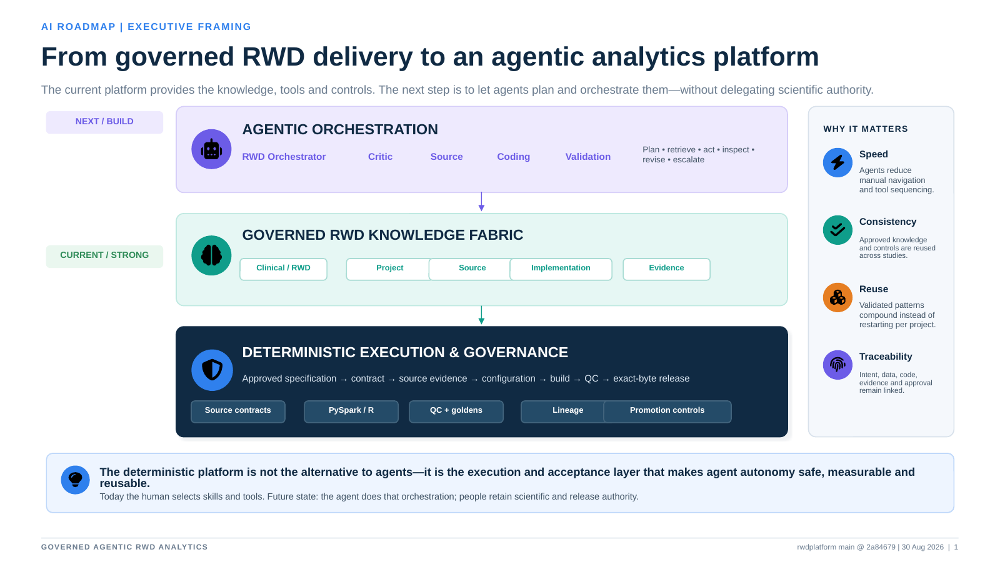 AI ROADMAP | EXECUTIVE FRAMING
From governed RWD delivery to an agentic analytics platform
The current platform provides the knowledge, tools and controls. The next step is to let agents plan and orchestrate them—without delegating scientific authority.
NEXT / BUILD
AGENTIC ORCHESTRATION
RWD Orchestrator Critic Source Coding Validation
Plan • retrieve • act • inspect •
revise • escalate
CURRENT / STRONG
GOVERNED RWD KNOWLEDGE FABRIC
Clinical / RWD Project Source Implementation Evidence
DETERMINISTIC EXECUTION & GOVERNANCE
Approved specification → contract → source evidence → configuration → build → QC → exact-byte release
Source contracts PySpark / R QC + goldens Lineage Promotion controls
WHY IT MATTERS
Speed
Agents reduce
manual navigation
and tool sequencing.
Consistency
Approved knowledge
and controls are reused
across studies.
Reuse
Validated patterns
compound instead of
restarting per project.
Traceability
Intent, data, code,
evidence and approval
remain linked.
The deterministic platform is not the alternative to agents—it is the execution and acceptance layer that makes agent autonomy safe, measurable and
reusable.
Today the human selects skills and tools. Future state: the agent does that orchestration; people retain scientific and release authority.
GOVERNED AGENTIC RWD ANALYTICS
rwdplatform main @ 2a84679 | 30 Aug 2026 | 1